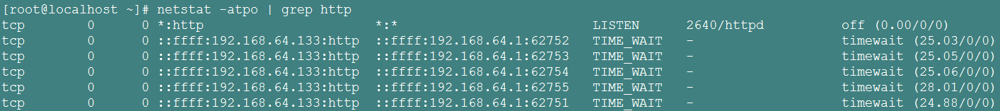 [root@localhost ~]# netstat -atpo | grep http
tcp 0 0 *:http *:* LISTEN 2640/httpd off (0.00/0/0)
tcp 0 0 ::ffff:192.168.64.133:http ::ffff:192.168.64.1:62752 TIME_WAIT - timewait (25.03/0/0)
tcp 0 0 ::ffff:192.168.64.133:http ::ffff:192.168.64.1:62753 TIME_WAIT - timewait (25.05/0/0)
tcp 0 0 ::ffff:192.168.64.133:http ::ffff:192.168.64.1:62754 TIME_WAIT - timewait (25.06/0/0)
tcp 0 0 ::ffff:192.168.64.133:http ::ffff:192.168.64.1:62755 TIME_WAIT - timewait (28.01/0/0)
tcp 0 0 ::ffff:192.168.64.133:http ::ffff:192.168.64.1:62751 TIME_WAIT - timewait (24.88/0/0)